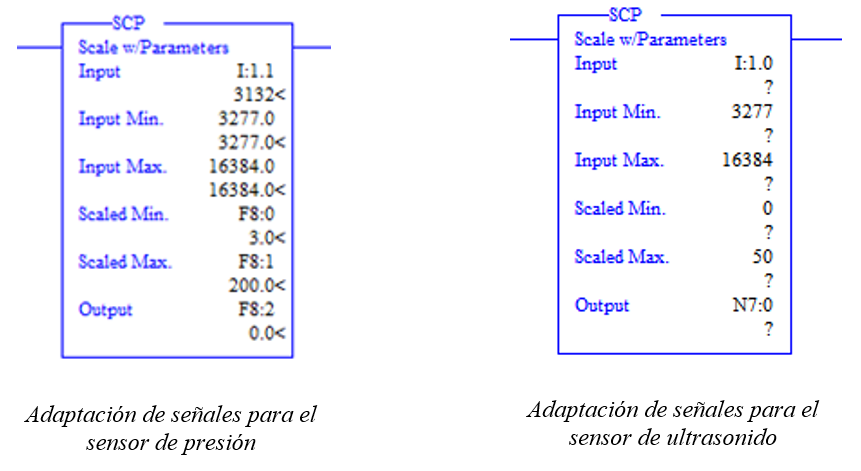 SCP
Scale w/Parameters
Input I:1.1
3132<
Input Min. 3277.0
3277.0<
Input Max. 16384.0
16384.0<
Scaled Min. F8:0
3.0<
Scaled Max. F8:1
200.0<
Output F8:2
0.0<
Adaptación de señales para el
sensor de presión
SCP
Scale w/Parameters
Input I:1.0
?
Input Min. 3277
?
Input Max. 16384
?
Scaled Min. 0
?
Scaled Max. 50
?
Output N7:0
?
Adaptación de señales para el
sensor de ultrasonido